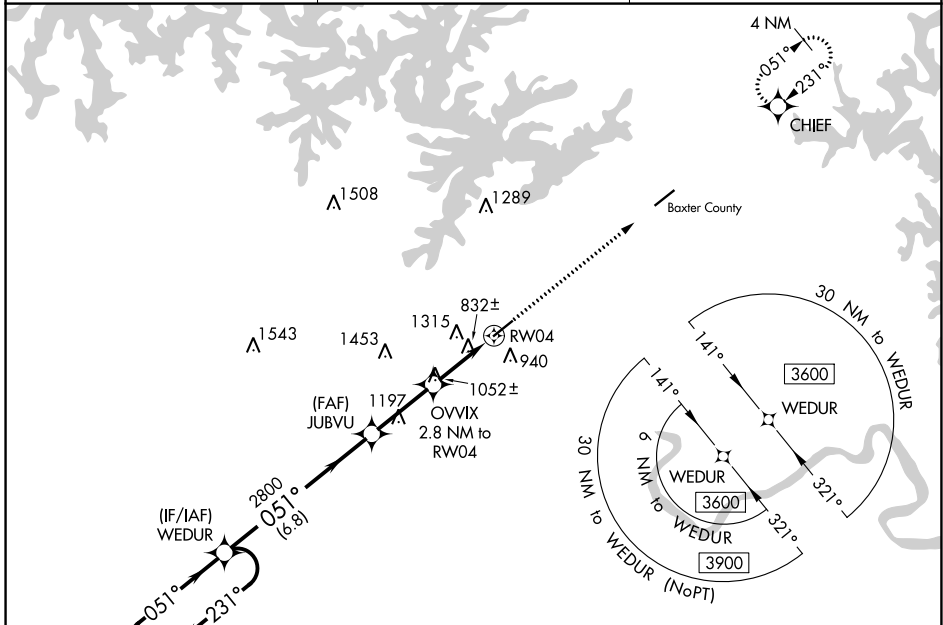 4 NM
051°
231°
CHIEF
1508
1289
Baxter County
30 NM to WEDUR
832±
1315
RW04
1543
1453
940
141°
3600
141°
WEDUR
(FAF)
JUBVU
1197
1052±
OVVIX
2.8 NM to
RW04
30 NM to WEDUR (NoPT)
6 NM to WEDUR
WEDUR
3600
321°
321°
3900
2800
051°
(6.8)
(IF/IAF)
WEDUR
051°
231°